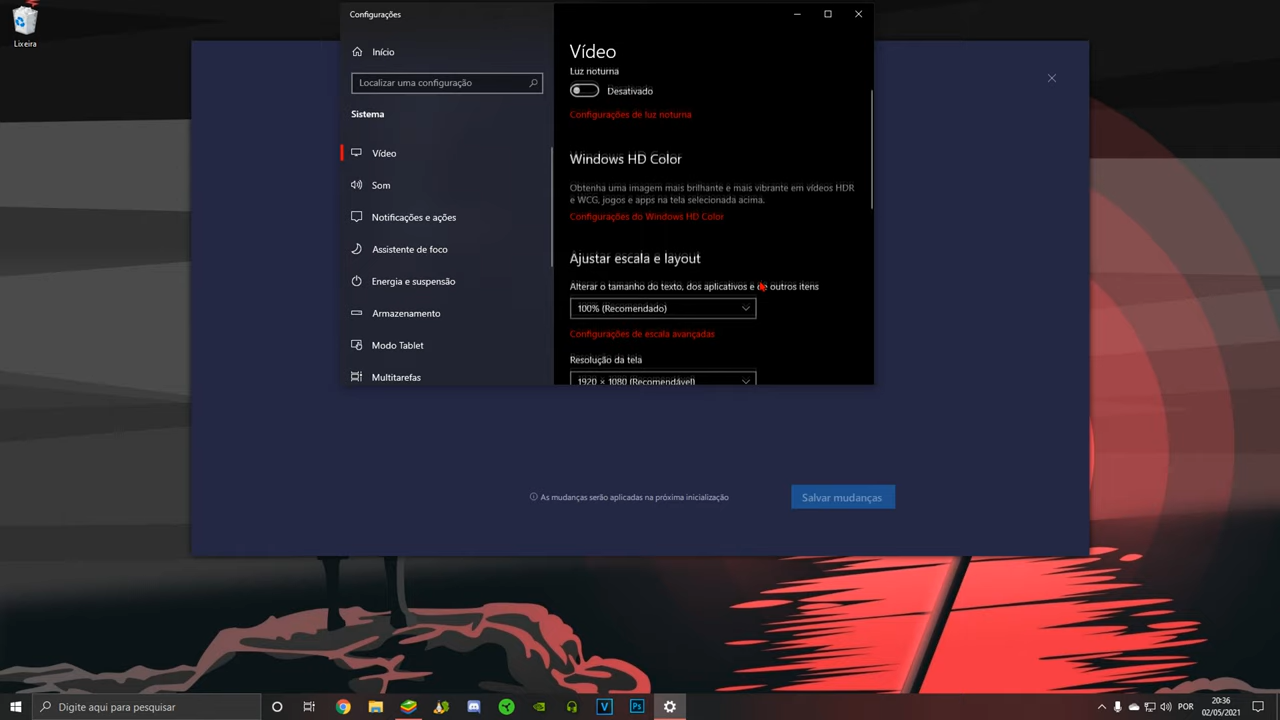 Lixeira
Configurações
Início
Localizar uma configuração
Sistema
Vídeo
Som
Notificações e ações
Assistente de foco
Energia e suspensão
Armazenamento
Modo Tablet
Multitarefas
Vídeo
Luz noturna
Desativado
Configurações de luz noturna
Windows HD Color
Obtenha uma imagem mais brilhante e mais vibrante em vídeos HDR
e WCG, jogos e apps na tela selecionada acima.
Configurações do Windows HD Color
Ajustar escala e layout
Alterar o tamanho do texto, dos aplicativos e de outros itens
100% (Recomendado)
Configurações de escala avançadas
Resolução da tela
1920 × 1080 (Recomendável)
As mudanças serão aplicadas na próxima inicialização
Salvar mudanças
Digite aqui para pesquisar
V
Ps
POR
20:36
02/05/2021